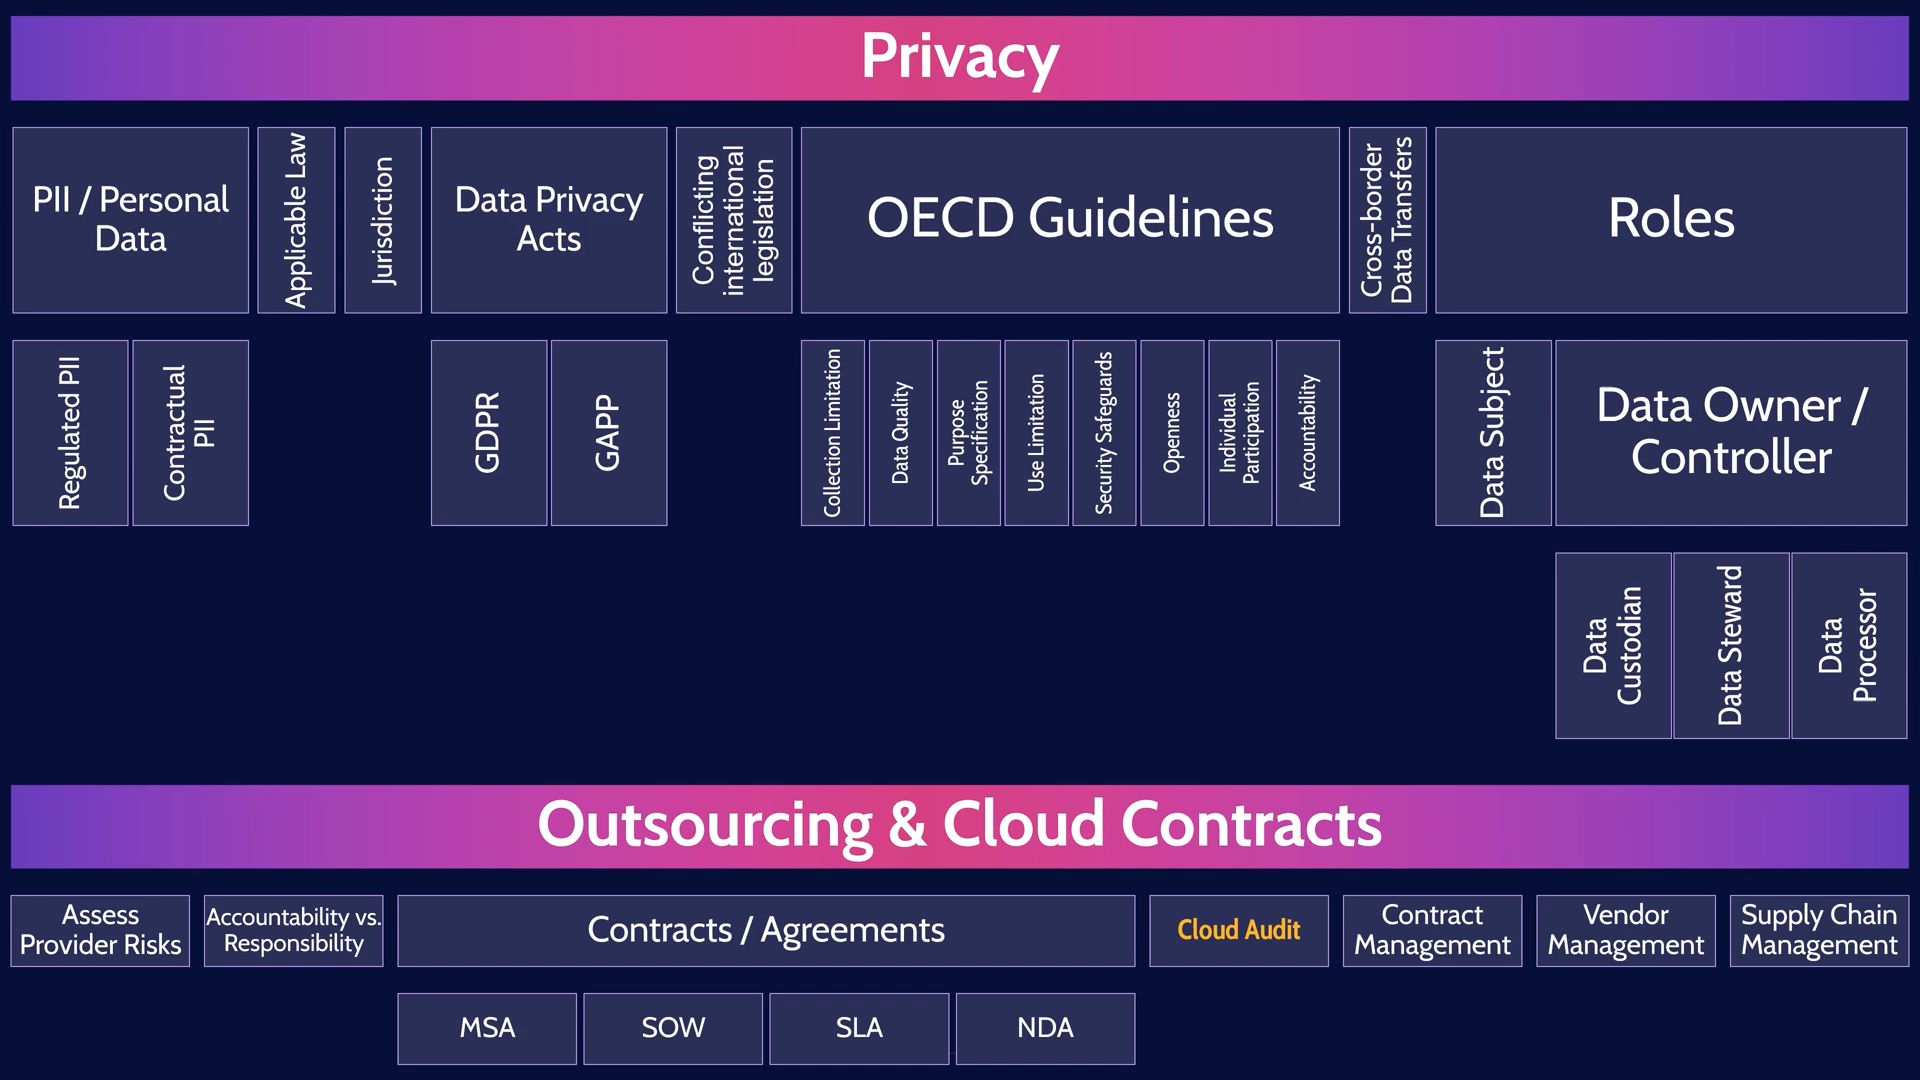 Privacy
PII / Personal
Data
Applicable Law
Jurisdiction
Data Privacy
Acts
Conflicting
international
legislation
OECD Guidelines
Cross-border
Data Transfers
Roles
Regulated PII
Contractual
PII
GDPR
GAPP
Collection Limitation
Data Quality
Purpose
Specification
Use Limitation
Security Safeguards
Openness
Individual
Participation
Accountability
Data Subject
Data Owner /
Controller
Data
Custodian
Data Steward
Data
Processor
Outsourcing & Cloud Contracts
Assess
Provider Risks
Accountability vs.
Responsibility
Contracts / Agreements
Cloud Audit
Contract
Management
Vendor
Management
Supply Chain
Management
MSA
SOW
SLA
NDA